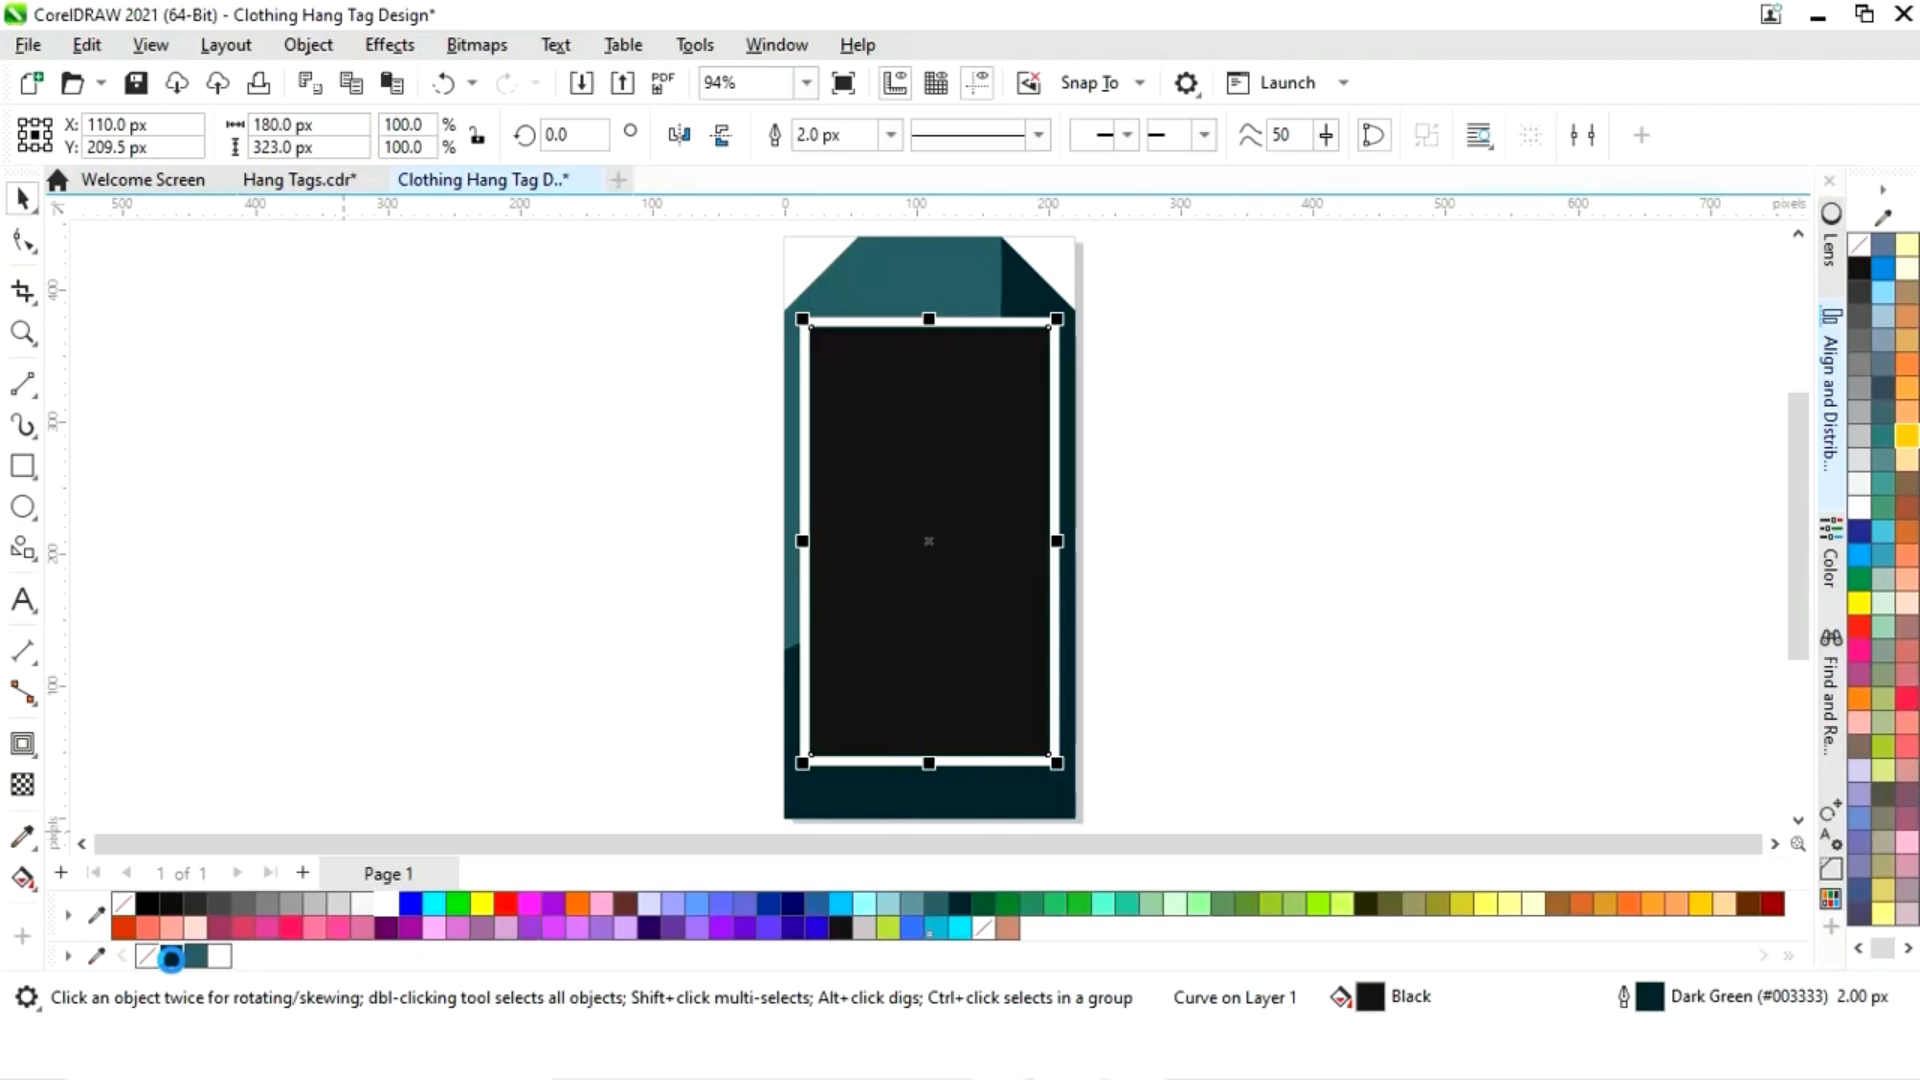 CorelDRAW 2021 (64-Bit) - Clothing Hang Tag Design*
File Edit View Layout Object Effects Bitmaps Text Table Tools Window Help
PDF 94% Snap To Launch
X: 110.0 px 180.0 px 100.0 % 0.0 ° 2.0 px 50
Y: 209.5 px 323.0 px 100.0 %
Welcome Screen Hang Tags.cdr* Clothing Hang Tag D..*
500 400 300 200 100 0 100 200 300 400 500 600 700 pixels
400
300
200
100
pixels
Lens
Align and Distrib...
Color
Find and Re...
1 of 1 Page 1
Click an object twice for rotating/skewing; dbl-clicking tool selects all objects; Shift+click multi-selects; Alt+click digs; Ctrl+click selects in a group Curve on Layer 1 Black Dark Green (#003333) 2.00 px